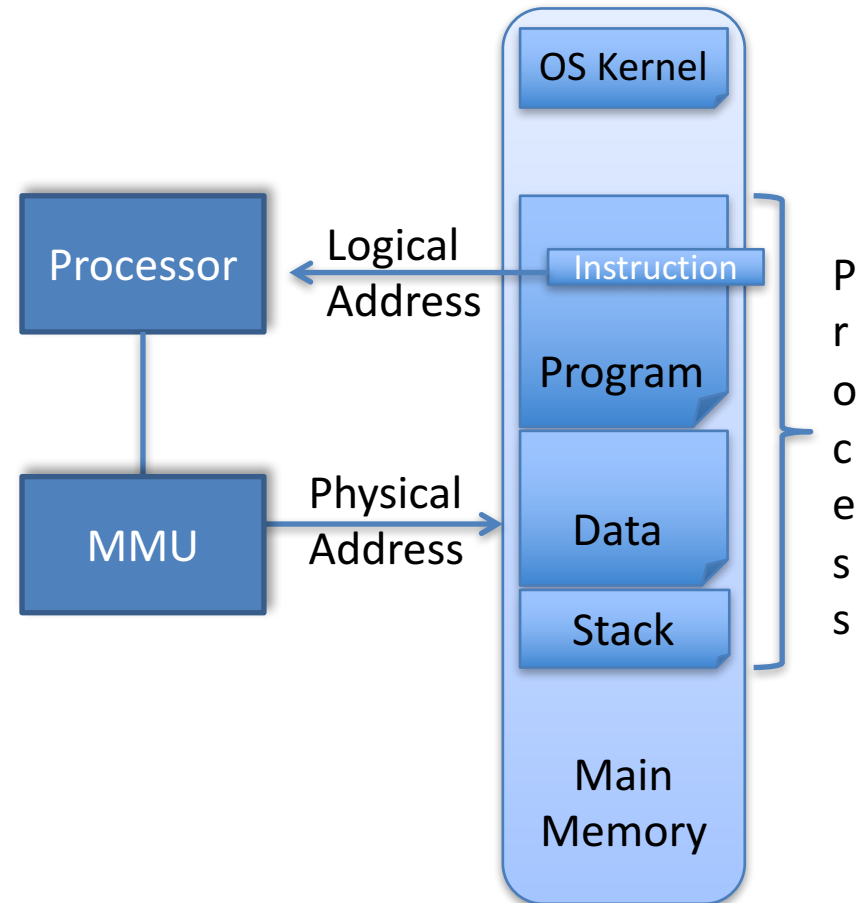 OS Kernel
Processor
Logical
Address
Instruction
Program
MMU
Physical
Address
Data
Stack
Main
Memory
P
r
o
c
e
s
s